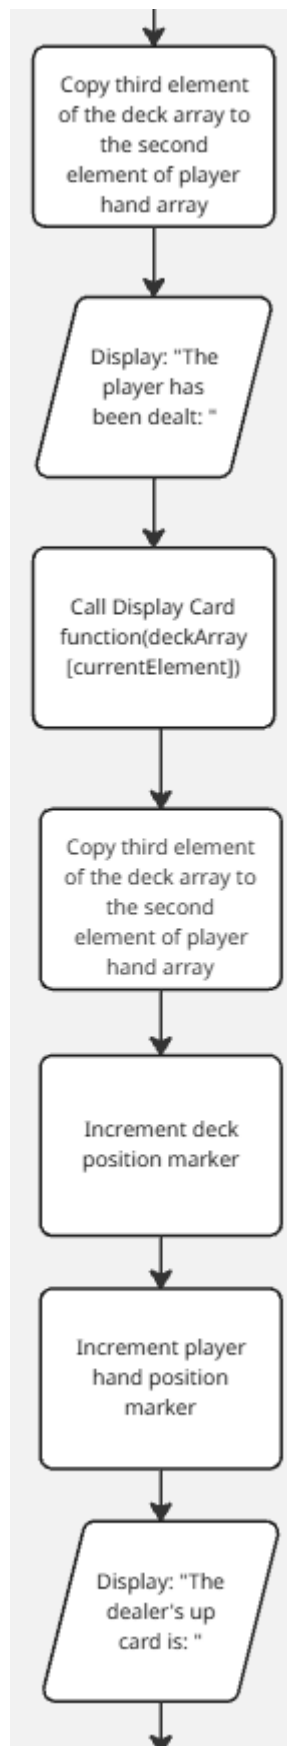 Copy third element
of the deck array to
the second
element of player
hand array
Display: "The
player has
been dealt: "
Call Display Card
function(deckArray
[currentElement])
Copy third element
of the deck array to
the second
element of player
hand array
Increment deck
position marker
Increment player
hand position
marker
Display: "The
dealer's up
card is: "